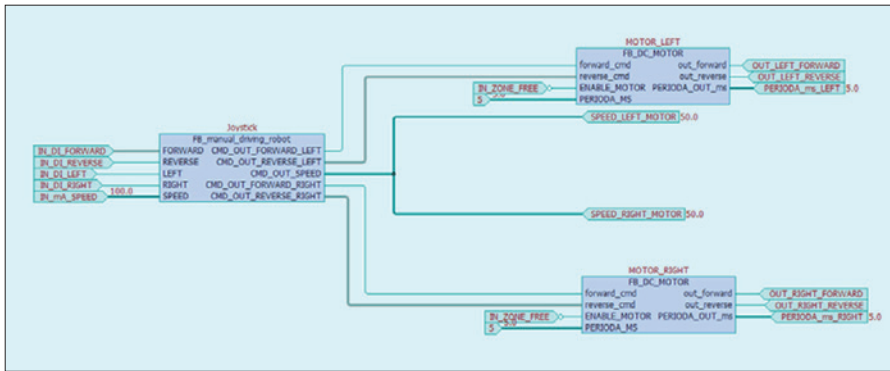 MOTOR_LEFT
FB_DC_MOTOR
forward_cmd out_forward OUT_LEFT_FORWARD
reverse_cmd out_reverse OUT_LEFT_REVERSE
IN_ZONE_FREE ENABLE_MOTOR PERIODA_OUT_ms PERIODA_ms_LEFT 5.0
5 PERIODA_MS
SPEED_LEFT_MOTOR 50.0
Joystick
FB_manual_driving_robot
IN_DI_FORWARD FORWARD CMD_OUT_FORWARD_LEFT
IN_DI_REVERSE REVERSE CMD_OUT_REVERSE_LEFT
IN_DI_LEFT LEFT CMD_OUT_SPEED
IN_DI_RIGHT RIGHT CMD_OUT_FORWARD_RIGHT
IN_mA_SPEED 100.0 SPEED CMD_OUT_REVERSE_RIGHT
SPEED_RIGHT_MOTOR 50.0
MOTOR_RIGHT
FB_DC_MOTOR
forward_cmd out_forward OUT_RIGHT_FORWARD
reverse_cmd out_reverse OUT_RIGHT_REVERSE
IN_ZONE_FREE ENABLE_MOTOR PERIODA_OUT_ms PERIODA_ms_RIGHT 5.0
5 5.0 PERIODA_MS